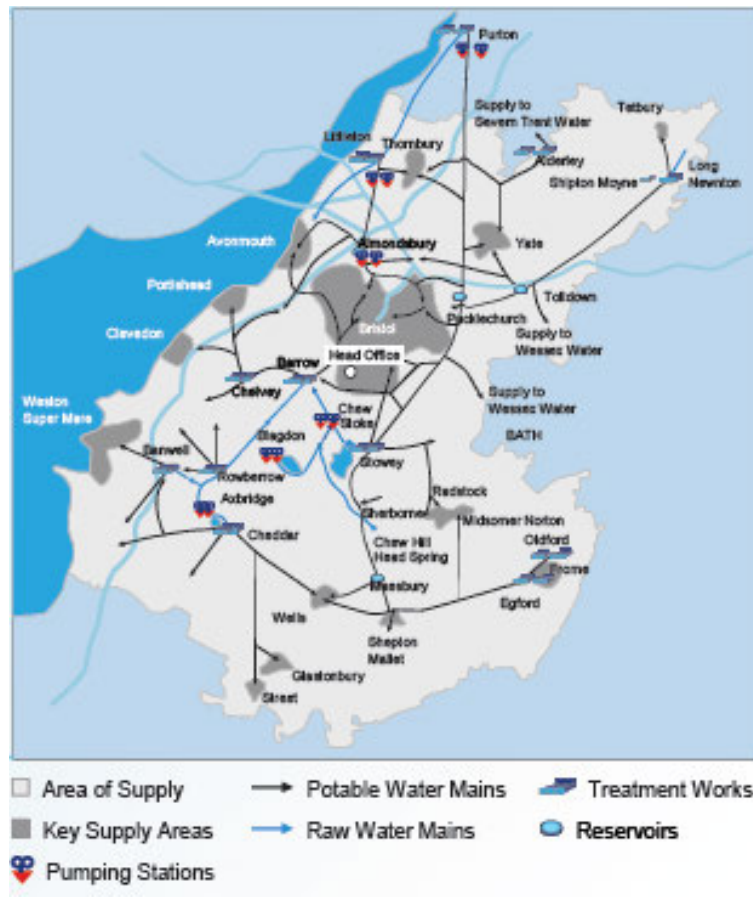 Purton
Supply to
Severn Trent Water
Tetbury
Littleton
Thornbury
Alderley
Long
Newnton
Shipton Moyne
Avonmouth
Almondsbury
Yate
Portishead
Tolldown
Pucklechurch
Clevedon
Bristol
Supply to
Wessex Water
Barrow
Head Office
Chelvey
Weston
Super Mare
Chew
Stoke
Supply to
Wessex Water
Blagdon
BATH
Banwell
Stowey
Rowberrow
Axbridge
Radstock
Sherborne
Midsomer Norton
Cheddar
Oldford
Chew Hill
Head Spring
Frome
Maesbury
Egford
Wells
Shepton
Mallet
Glastonbury
Street
Area of Supply
Potable Water Mains
Treatment Works
Key Supply Areas
Raw Water Mains
Reservoirs
Pumping Stations